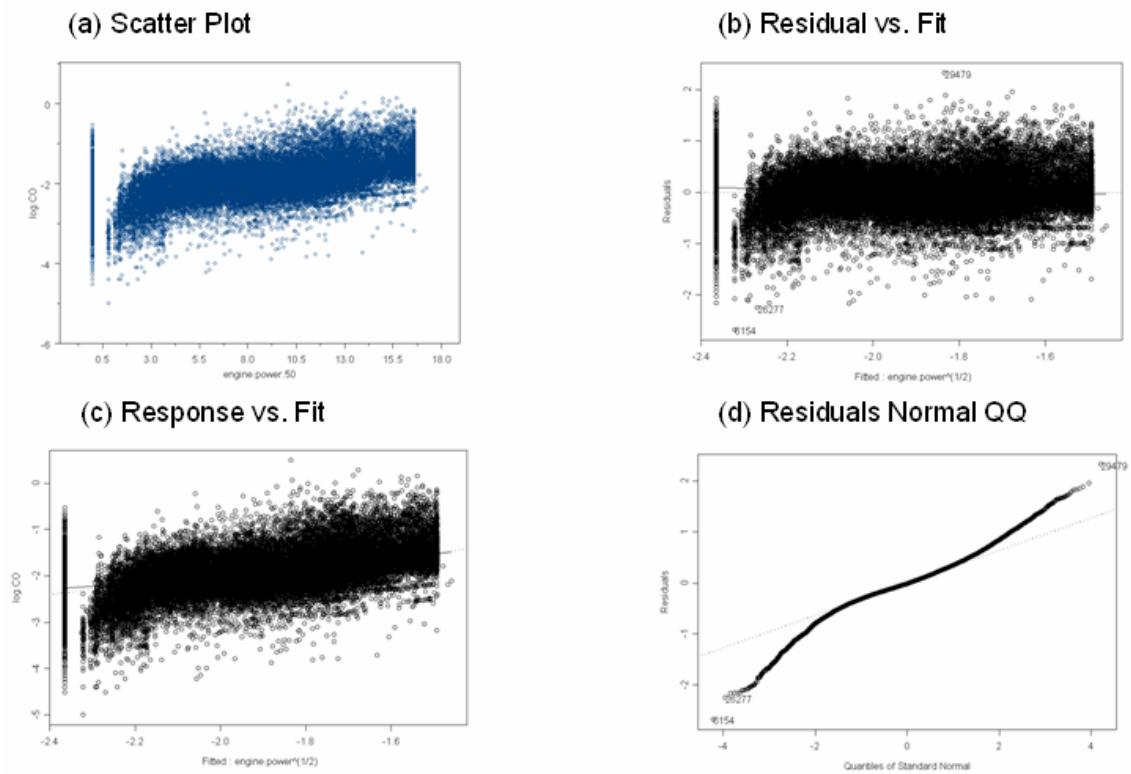 (a) Scatter Plot
0
-2
-4
-6
log.CO
0.5 3.0 5.5 8.0 10.5 13.0 15.5 18.0
engine.power.50
(b) Residual vs. Fit
29479
26277
6154
2
1
0
-1
-2
Residuals
-2.4 -2.2 -2.0 -1.8 -1.6
Fitted : engine.power^(1/2)
(c) Response vs. Fit
0
-1
-2
-3
-4
-5
log.CO
-2.4 -2.2 -2.0 -1.8 -1.6
Fitted : engine.power^(1/2)
(d) Residuals Normal QQ
29479
26277
6154
2
1
0
-1
-2
Residuals
-4 -2 0 2 4
Quantiles of Standard Normal